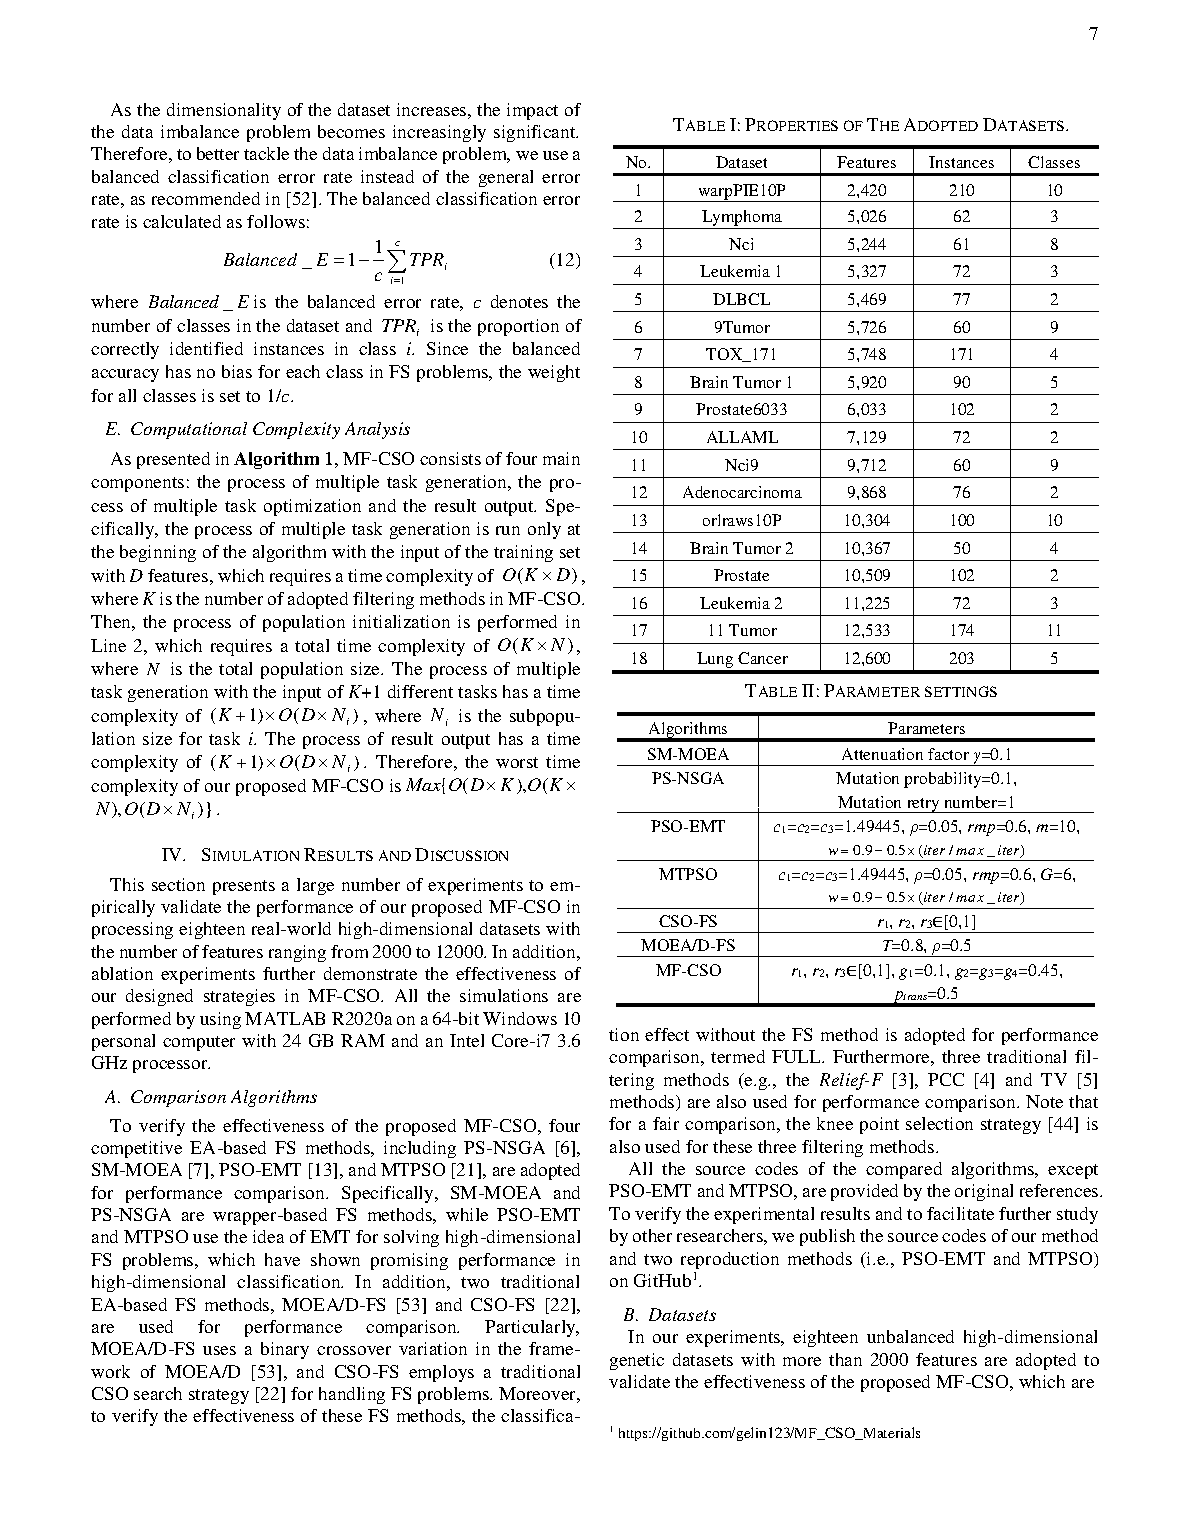 7
As the dimensionality of the dataset increases, the impact of
the data imbalance problem becomes increasingly significant.
Therefore, to better tackle the data imbalance problem, we use a
balanced classification error rate instead of the general error
rate, as recommended in [52]. The balanced classification error
rate is calculated as follows:
Balanced _ E = 1 − 1/c ∑_{i=1}^{c} TPR_i (12)
where Balanced _ E is the balanced error rate, c denotes the
number of classes in the dataset and TPR_i is the proportion of
correctly identified instances in class i. Since the balanced
accuracy has no bias for each class in FS problems, the weight
for all classes is set to 1/c.
E. Computational Complexity Analysis
As presented in Algorithm 1, MF-CSO consists of four main
components: the process of multiple task generation, the pro-
cess of multiple task optimization and the result output. Spe-
cifically, the process of multiple task generation is run only at
the beginning of the algorithm with the input of the training set
with D features, which requires a time complexity of O(K×D),
where K is the number of adopted filtering methods in MF-CSO.
Then, the process of population initialization is performed in
Line 2, which requires a total time complexity of O(K×N),
where N is the total population size. The process of multiple
task generation with the input of K+1 different tasks has a time
complexity of (K+1)×O(D×N_i), where N_i is the subpopu-
lation size for task i. The process of result output has a time
complexity of (K+1)×O(D×N_i). Therefore, the worst time
complexity of our proposed MF-CSO is Max{O(D×K),O(K×
N),O(D×N_i)}.
IV. SIMULATION RESULTS AND DISCUSSION
This section presents a large number of experiments to em-
pirically validate the performance of our proposed MF-CSO in
processing eighteen real-world high-dimensional datasets with
the number of features ranging from 2000 to 12000. In addition,
ablation experiments further demonstrate the effectiveness of
our designed strategies in MF-CSO. All the simulations are
performed by using MATLAB R2020a on a 64-bit Windows 10
personal computer with 24 GB RAM and an Intel Core-i7 3.6
GHz processor.
A. Comparison Algorithms
To verify the effectiveness of the proposed MF-CSO, four
competitive EA-based FS methods, including PS-NSGA [6],
SM-MOEA [7], PSO-EMT [13], and MTPSO [21], are adopted
for performance comparison. Specifically, SM-MOEA and
PS-NSGA are wrapper-based FS methods, while PSO-EMT
and MTPSO use the idea of EMT for solving high-dimensional
FS problems, which have shown promising performance in
high-dimensional classification. In addition, two traditional
EA-based FS methods, MOEA/D-FS [53] and CSO-FS [22],
are used for performance comparison. Particularly,
MOEA/D-FS uses a binary crossover variation in the frame-
work of MOEA/D [53], and CSO-FS employs a traditional
CSO search strategy [22] for handling FS problems. Moreover,
to verify the effectiveness of these FS methods, the classifica-
TABLE I: PROPERTIES OF THE ADOPTED DATASETS.
No. Dataset Features Instances Classes
1 warpPIE10P 2,420 210 10
2 Lymphoma 5,026 62 3
3 Nci 5,244 61 8
4 Leukemia 1 5,327 72 3
5 DLBCL 5,469 77 2
6 9Tumor 5,726 60 9
7 TOX_171 5,748 171 4
8 Brain Tumor 1 5,920 90 5
9 Prostate6033 6,033 102 2
10 ALLAML 7,129 72 2
11 Nci9 9,712 60 9
12 Adenocarcinoma 9,868 76 2
13 orlraws10P 10,304 100 10
14 Brain Tumor 2 10,367 50 4
15 Prostate 10,509 102 2
16 Leukemia 2 11,225 72 3
17 11 Tumor 12,533 174 11
18 Lung Cancer 12,600 203 5
TABLE II: PARAMETER SETTINGS
Algorithms Parameters
SM-MOEA Attenuation factor γ=0.1
PS-NSGA Mutation probability=0.1,
Mutation retry number=1
PSO-EMT c₁=c₂=c₃=1.49445, ρ=0.05, rmp=0.6, m=10,
w = 0.9 − 0.5 × (iter / max _ iter)
MTPSO c₁=c₂=c₃=1.49445, ρ=0.05, rmp=0.6, G=6,
w = 0.9 − 0.5 × (iter / max _ iter)
CSO-FS r₁, r₂, r₃∈[0,1]
MOEA/D-FS T=0.8, ρ=0.5
MF-CSO r₁, r₂, r₃∈[0,1], g₁=0.1, g₂=g₃=g₄=0.45,
p_trans=0.5
tion effect without the FS method is adopted for performance
comparison, termed FULL. Furthermore, three traditional fil-
tering methods (e.g., the Relief-F [3], PCC [4] and TV [5]
methods) are also used for performance comparison. Note that
for a fair comparison, the knee point selection strategy [44] is
also used for these three filtering methods.
All the source codes of the compared algorithms, except
PSO-EMT and MTPSO, are provided by the original references.
To verify the experimental results and to facilitate further study
by other researchers, we publish the source codes of our method
and two reproduction methods (i.e., PSO-EMT and MTPSO)
on GitHub¹.
B. Datasets
In our experiments, eighteen unbalanced high-dimensional
genetic datasets with more than 2000 features are adopted to
validate the effectiveness of the proposed MF-CSO, which are
¹ https://github.com/gelin123/MF_CSO_Materials